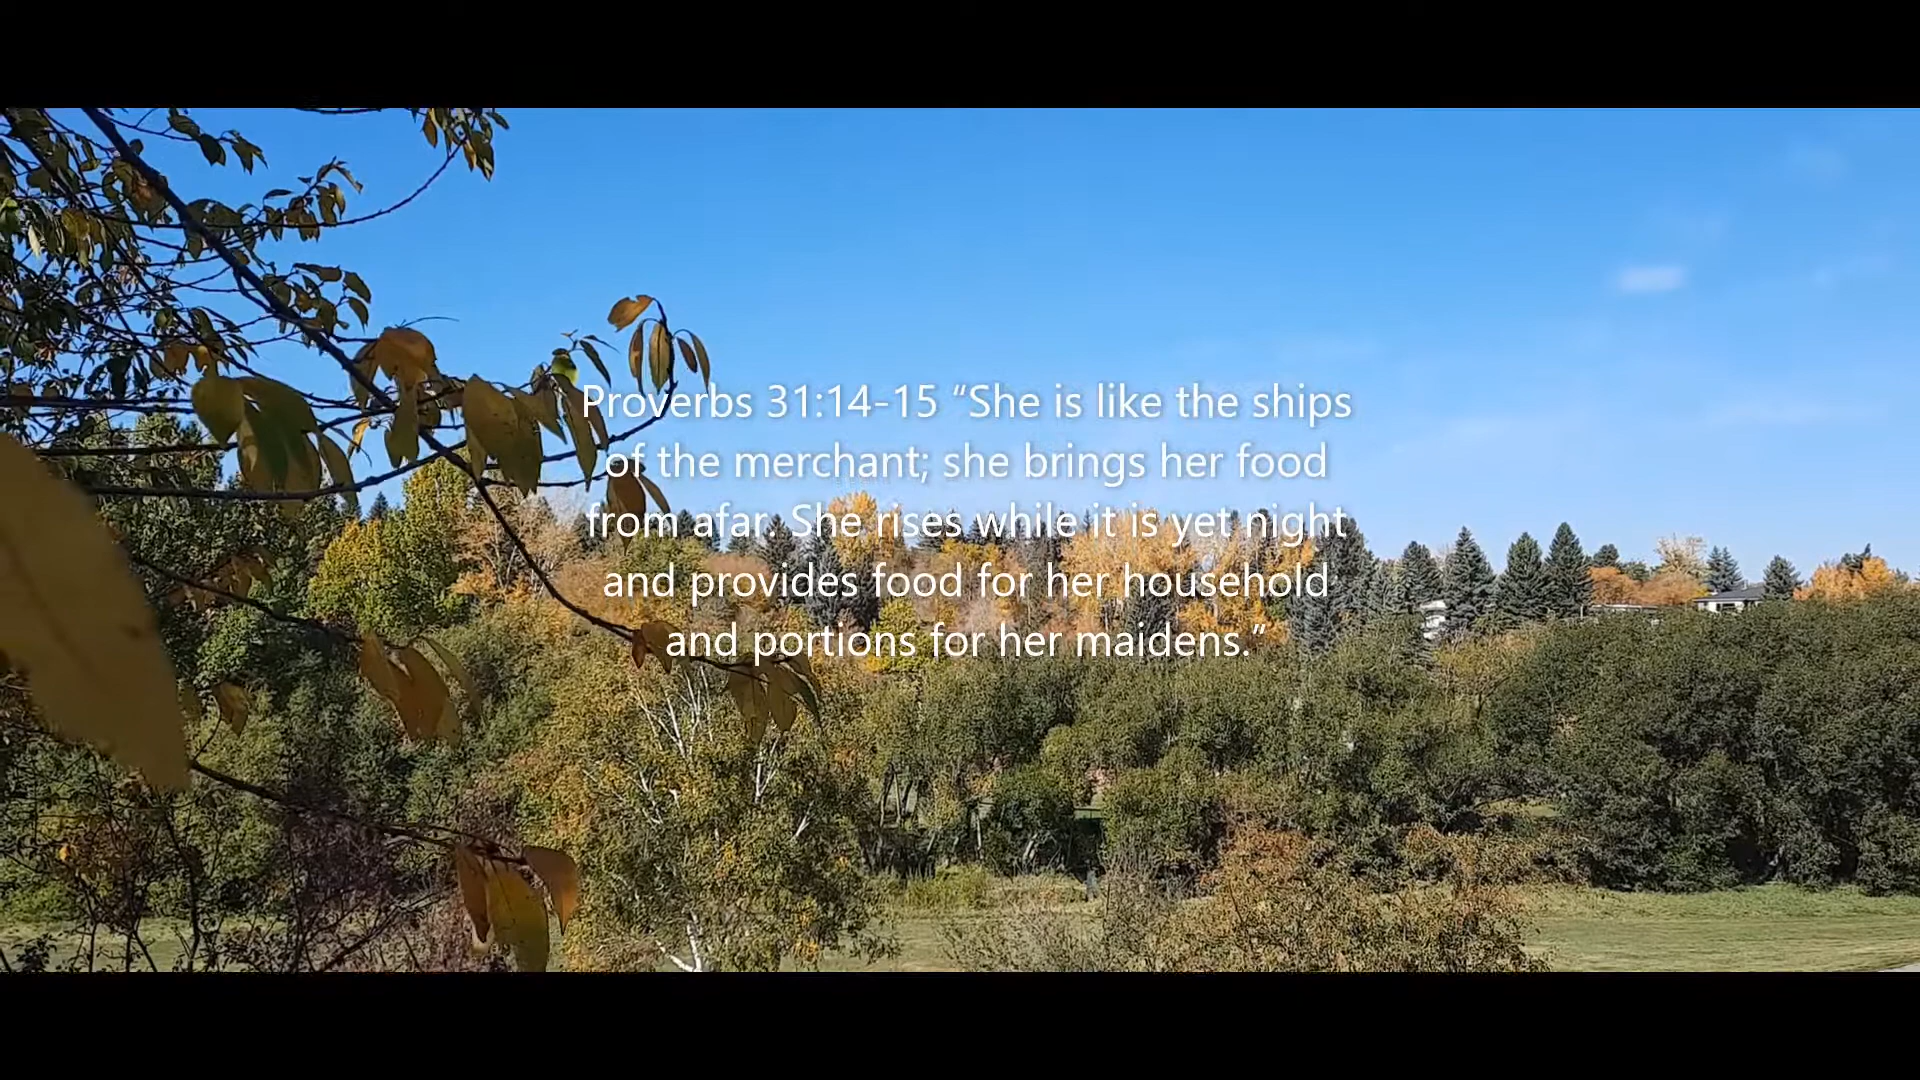 Proverbs 31:14-15 “She is like the ships
of the merchant; she brings her food
from afar. She rises while it is yet night
and provides food for her household
and portions for her maidens.”